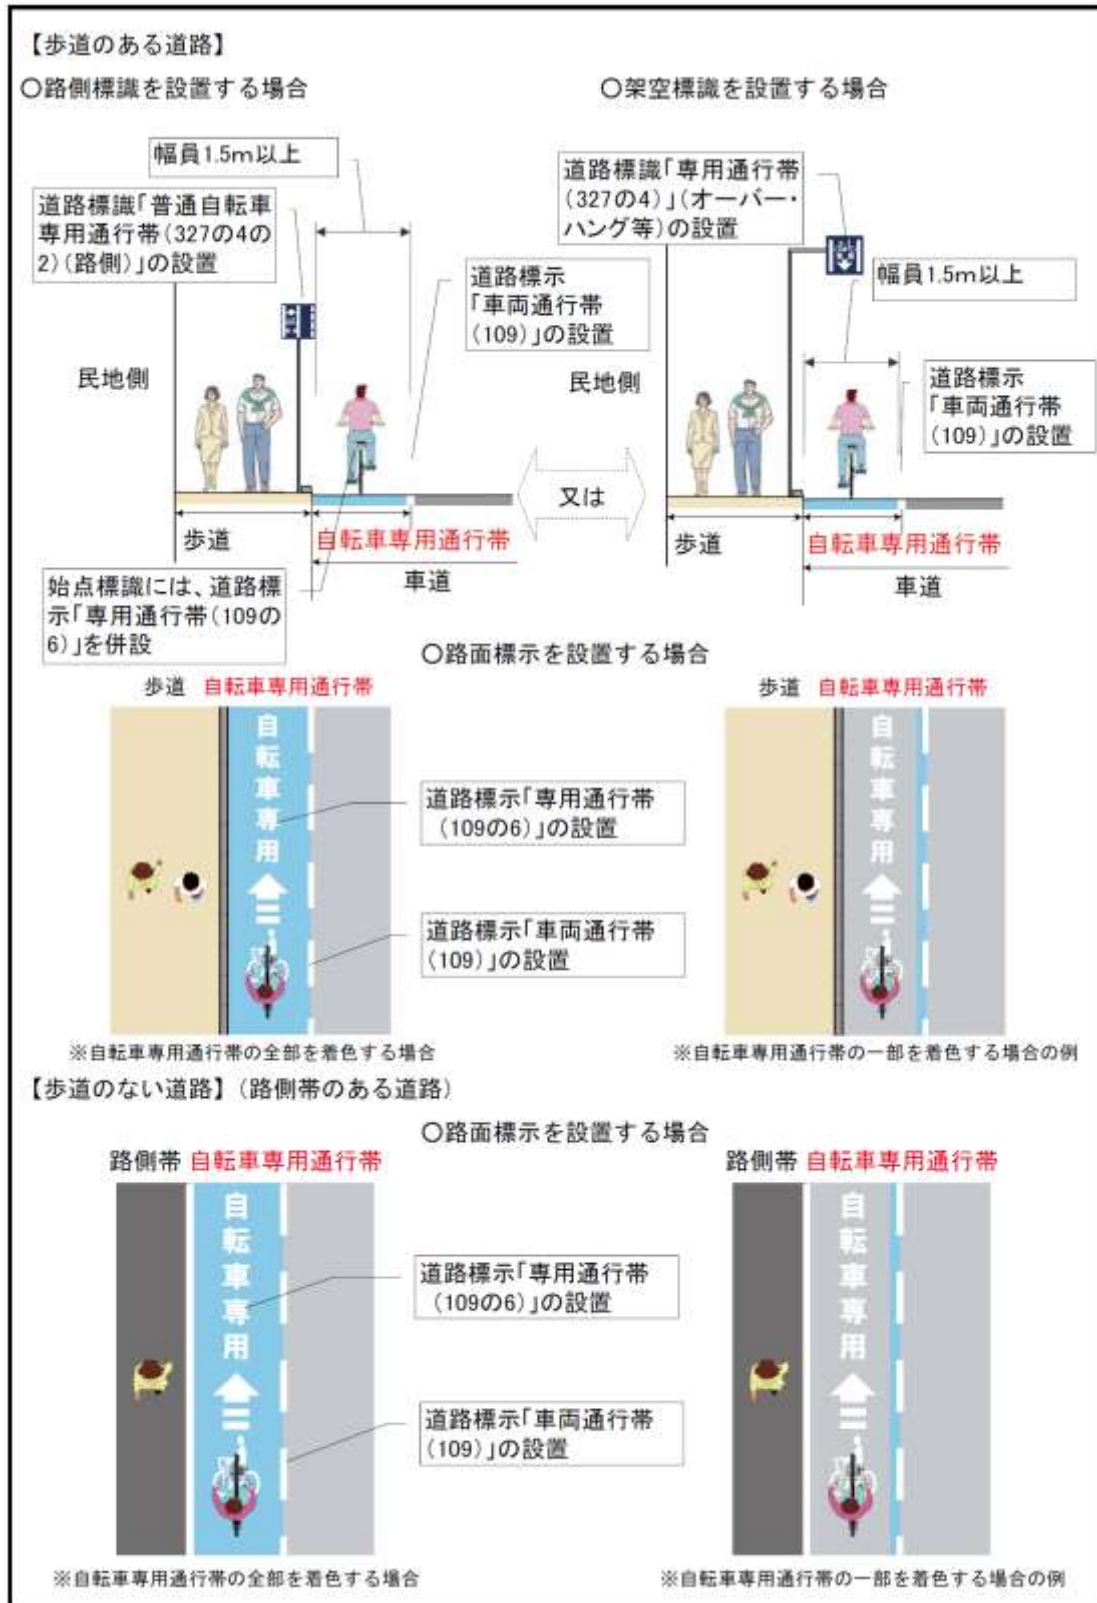 【歩道のある道路】
〇路側標識を設置する場合
〇架空標識を設置する場合
幅員1.5m以上
道路標識「普通自転車
専用通行帯(327の4の
2)(路側)」の設置
道路標示
「車両通行帯
(109)」の設置
民地側
歩道
自転車専用通行帯
車道
始点標識には、道路標
示「専用通行帯(109の
6)」を併設
又は
道路標識「専用通行帯
(327の4)」(オーバー・
ハング等)の設置
幅員1.5m以上
道路標示
「車両通行帯
(109)」の設置
民地側
歩道
自転車専用通行帯
車道
〇路面標示を設置する場合
歩道 自転車専用通行帯
自転車専用
道路標示「専用通行帯
(109の6)」の設置
道路標示「車両通行帯
(109)」の設置
※自転車専用通行帯の全部を着色する場合
歩道 自転車専用通行帯
自転車専用
※自転車専用通行帯の一部を着色する場合の例
【歩道のない道路】(路側帯のある道路)
〇路面標示を設置する場合
路側帯 自転車専用通行帯
自転車専用
道路標示「専用通行帯
(109の6)」の設置
道路標示「車両通行帯
(109)」の設置
※自転車専用通行帯の全部を着色する場合
路側帯 自転車専用通行帯
自転車専用
※自転車専用通行帯の一部を着色する場合の例